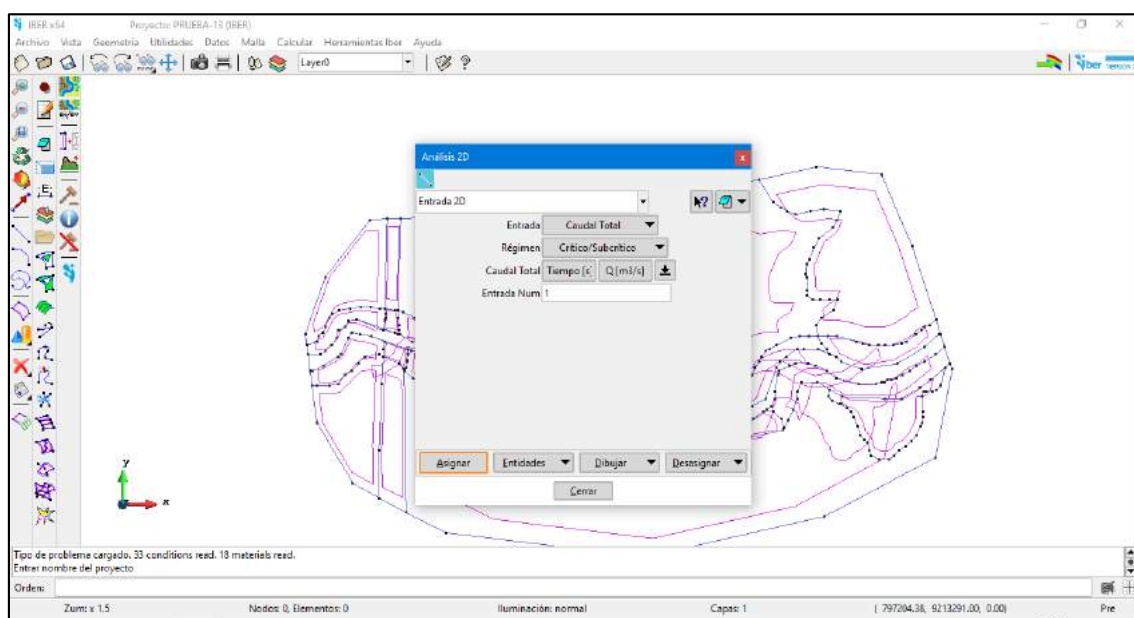 IBER x64 Proyecto: PRUEBA-13 (IBER)
Archivo Vista Geometría Utilidades Datos Malla Calcular Herramientas Iber Ayuda
Layer0
iber
Análisis 2D
Entrada 2D
Entrada Caudal Total
Régimen Crítico/Subcrítico
Caudal Total Tiempo [s] Q [m3/s]
Entrada Num 1
Asignar Entidades Dibujar Desasignar
Cerrar
y
x
Tipo de problema cargado. 33 conditions read. 18 materials read.
Entrar nombre del proyecto
Orden:
Zum: x 1.5 Nodos: 0, Elementos: 0 Iluminación: normal Capas: 1 ( 797204.38, 9213291.00, 0.00) Pre